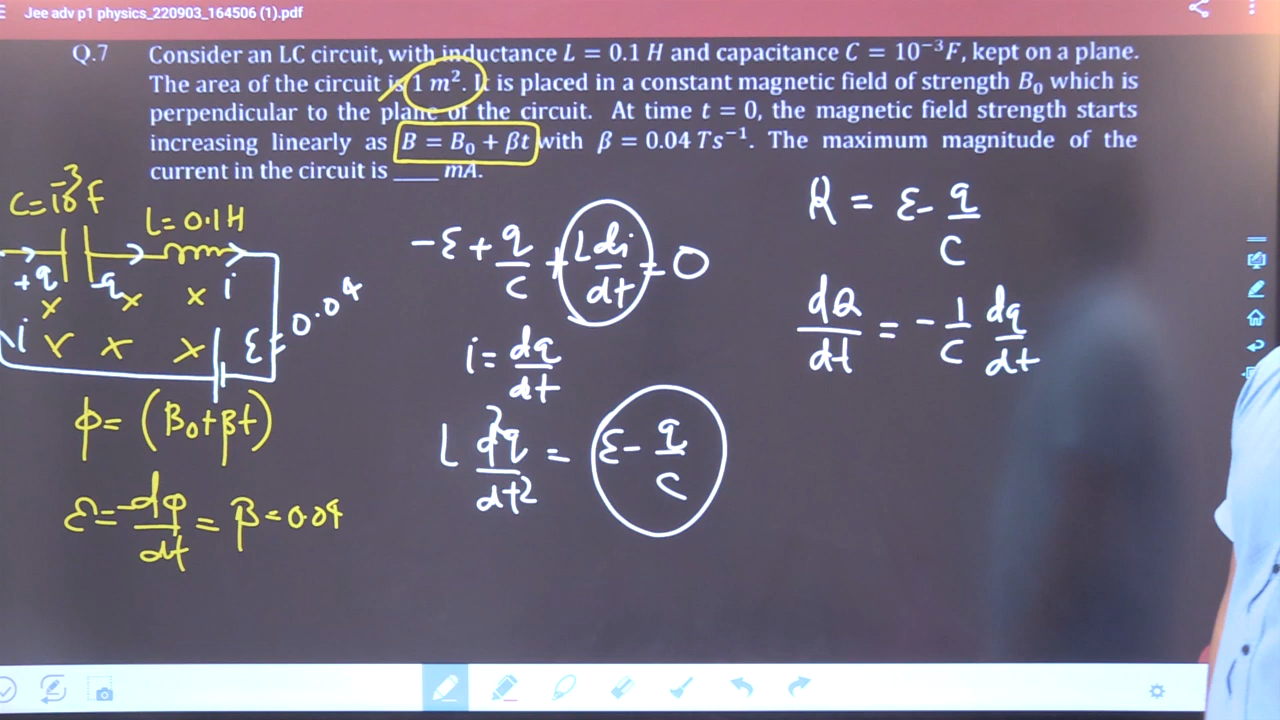 Jee adv p1 physics_220903_164506 (1).pdf
Q.7 Consider an LC circuit, with inductance L = 0.1 H and capacitance C = 10⁻³F, kept on a plane.
The area of the circuit is 1 m². It is placed in a constant magnetic field of strength B₀ which is
perpendicular to the plane of the circuit. At time t = 0, the magnetic field strength starts
increasing linearly as B = B₀ + βt with β = 0.04 Ts⁻¹. The maximum magnitude of the
current in the circuit is ____ mA.
C=10⁻³F
L=0.1H
+q -q i
x x x
i x x x
ε=0.04
φ= (B₀+βt)
ε=-dφ/dt = β=0.04
-ε+q/c+Ldi/dt=0
i=dq/dt
L d²q/dt² = ε-q/c
Q = ε-q/c
dQ/dt = -1/c dq/dt